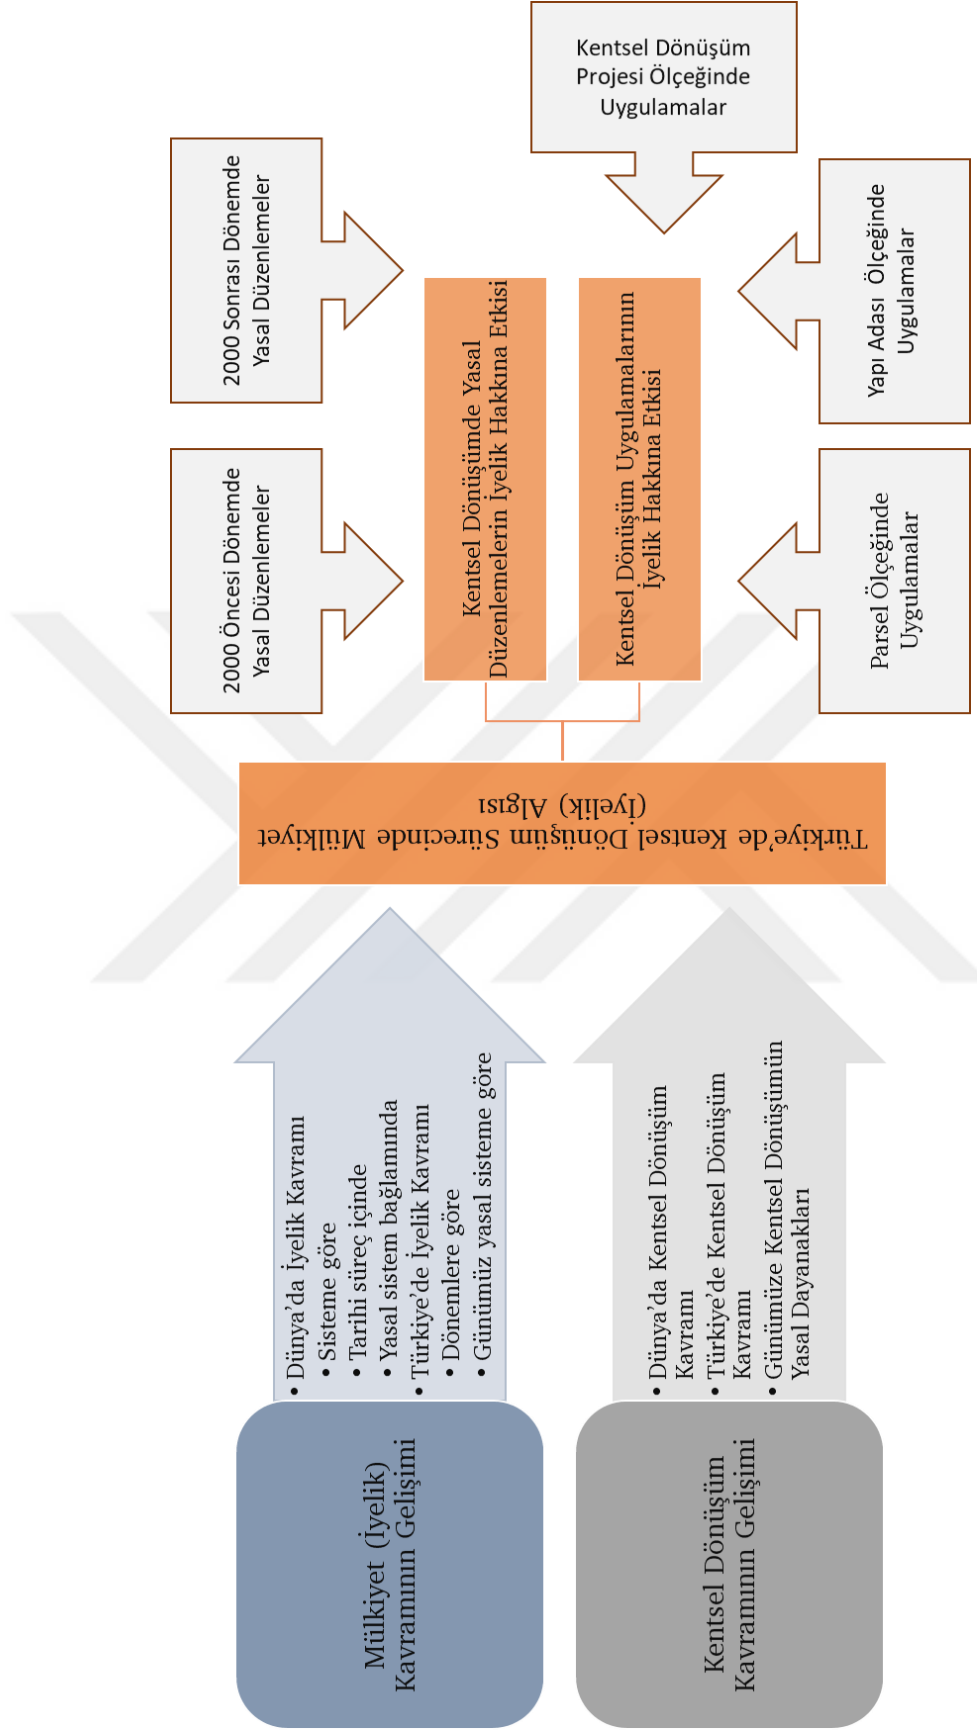 Mülkiyet (İyelik)
Kavramının Gelişimi
• Dünya’da İyelik Kavramı
• Sisteme göre
• Tarihi süreç içinde
• Yasal sistem bağlamında
• Türkiye’de İyelik Kavramı
• Dönemlere göre
• Günümüz yasal sisteme göre
Kentsel Dönüşüm
Kavramının Gelişimi
• Dünya’da Kentsel Dönüşüm
Kavramı
• Türkiye’de Kentsel Dönüşüm
Kavramı
• Günümüze Kentsel Dönüşümün
Yasal Dayanakları
Türkiye’de Kentsel Dönüşüm Sürecinde Mülkiyet
(İyelik) Algısı
2000 Öncesi Dönemde
Yasal Düzenlemeler
2000 Sonrası Dönemde
Yasal Düzenlemeler
Kentsel Dönüşümde Yasal
Düzenlemelerin İyelik Hakkına Etkisi
Kentsel Dönüşüm Uygulamalarının
İyelik Hakkına Etkisi
Parsel Ölçeğinde
Uygulamalar
Yapı Adası Ölçeğinde
Uygulamalar
Kentsel Dönüşüm
Projesi Ölçeğinde
Uygulamalar